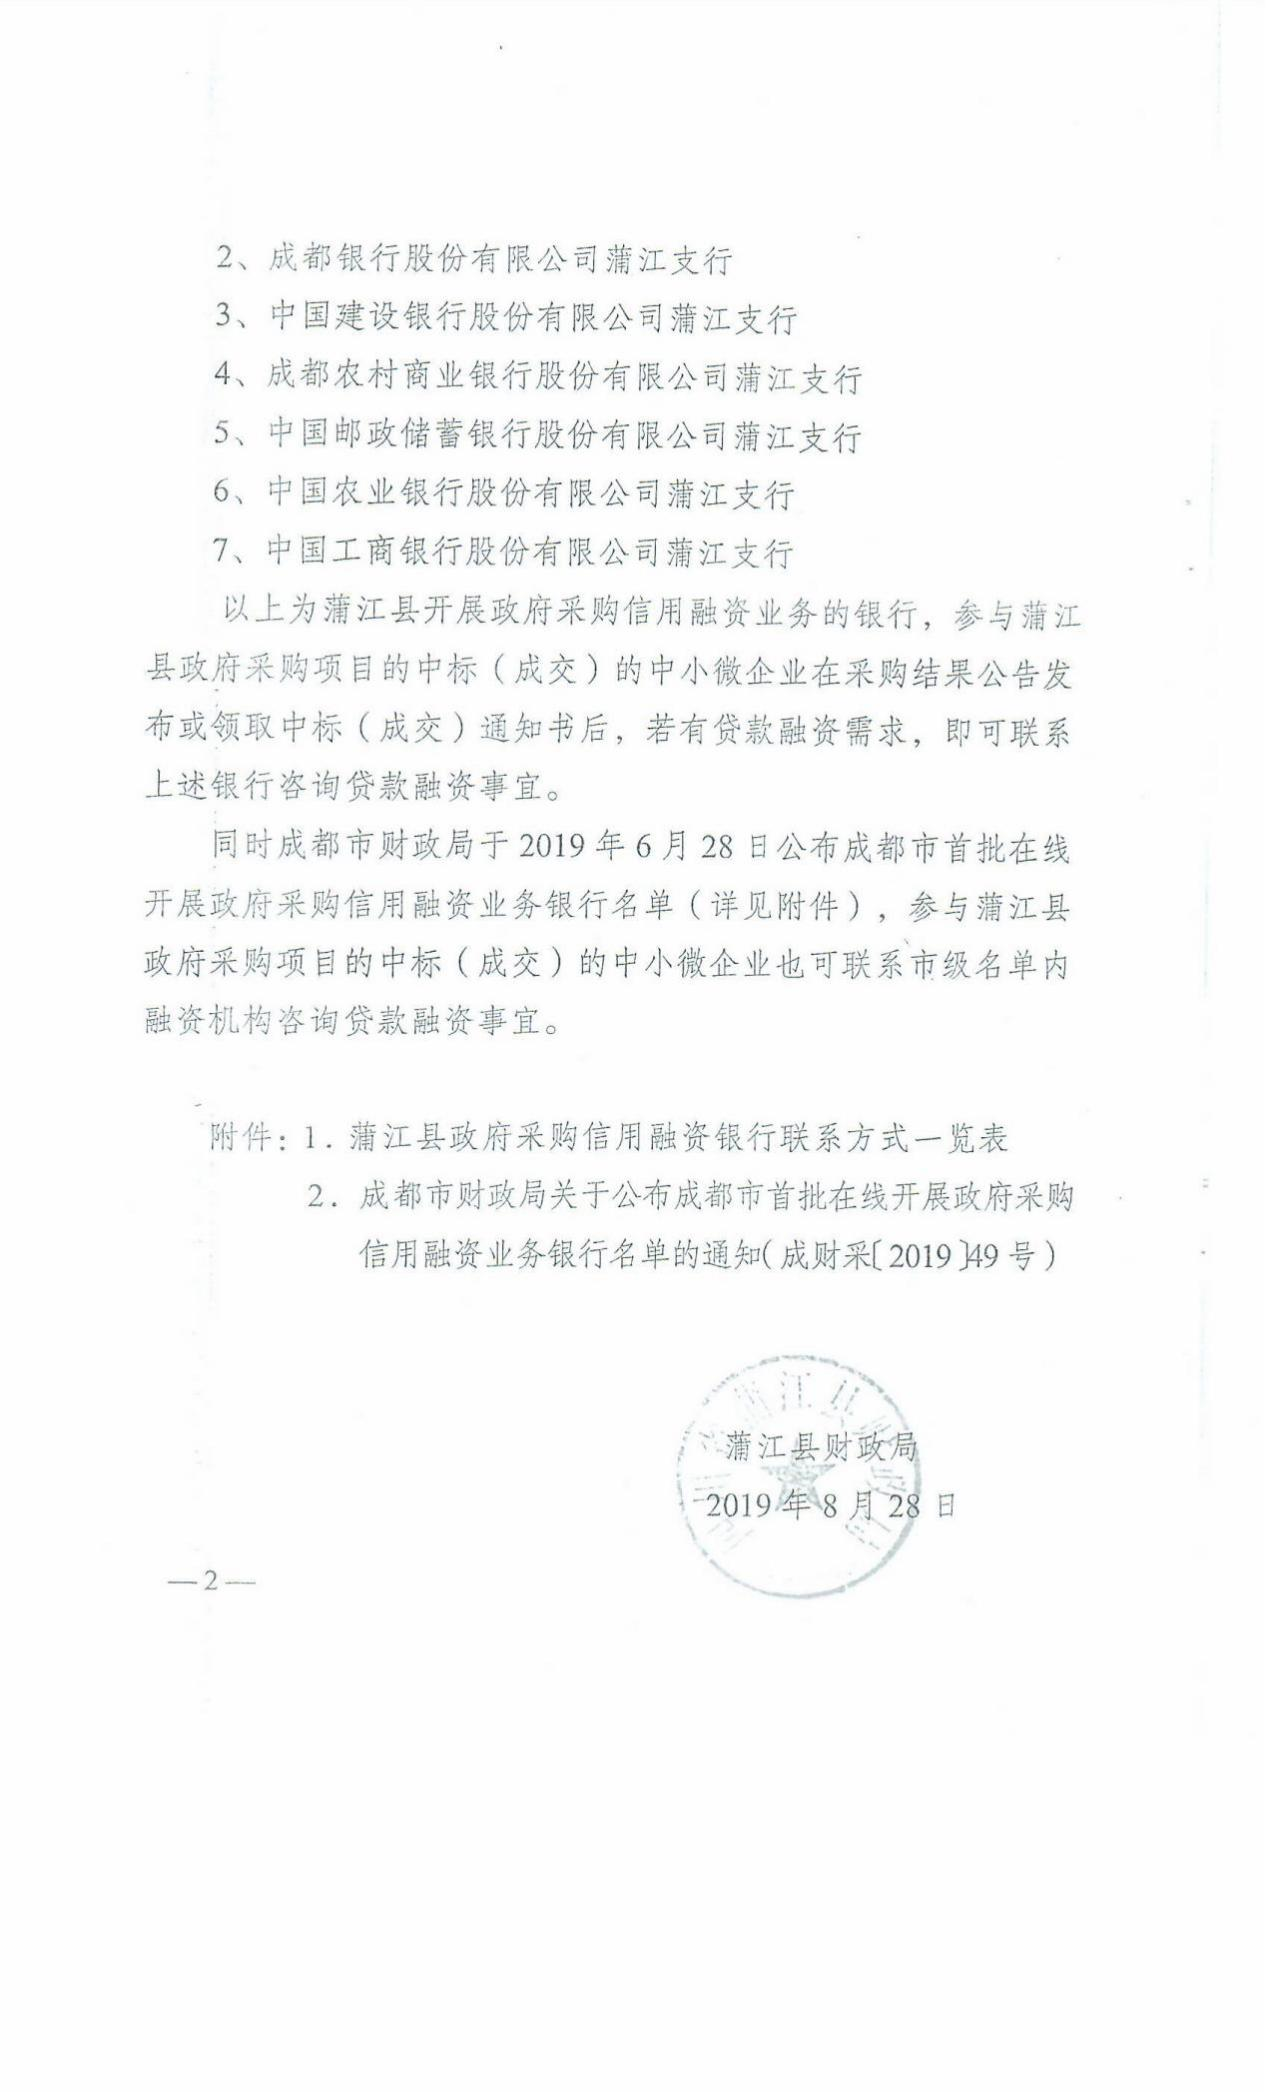 2、成都银行股份有限公司蒲江支行
3、中国建设银行股份有限公司蒲江支行
4、成都农村商业银行股份有限公司蒲江支行
5、中国邮政储蓄银行股份有限公司蒲江支行
6、中国农业银行股份有限公司蒲江支行
7、中国工商银行股份有限公司蒲江支行
以上为蒲江县开展政府采购信用融资业务的银行，参与蒲江
县政府采购项目的中标（成交）的中小微企业在采购结果公告发
布或领取中标（成交）通知书后，若有贷款融资需求，即可联系
上述银行咨询贷款融资事宜。
同时成都市财政局于 2019 年 6 月 28 日公布成都市首批在线
开展政府采购信用融资业务银行名单（详见附件），参与蒲江县
政府采购项目的中标（成交）的中小微企业也可联系市级名单内
融资机构咨询贷款融资事宜。
附件：1. 蒲江县政府采购信用融资银行联系方式一览表
2. 成都市财政局关于公布成都市首批在线开展政府采购
信用融资业务银行名单的通知（成财采〔2019〕49 号）
蒲江县财政局
2019 年 8 月 28 日
—2—